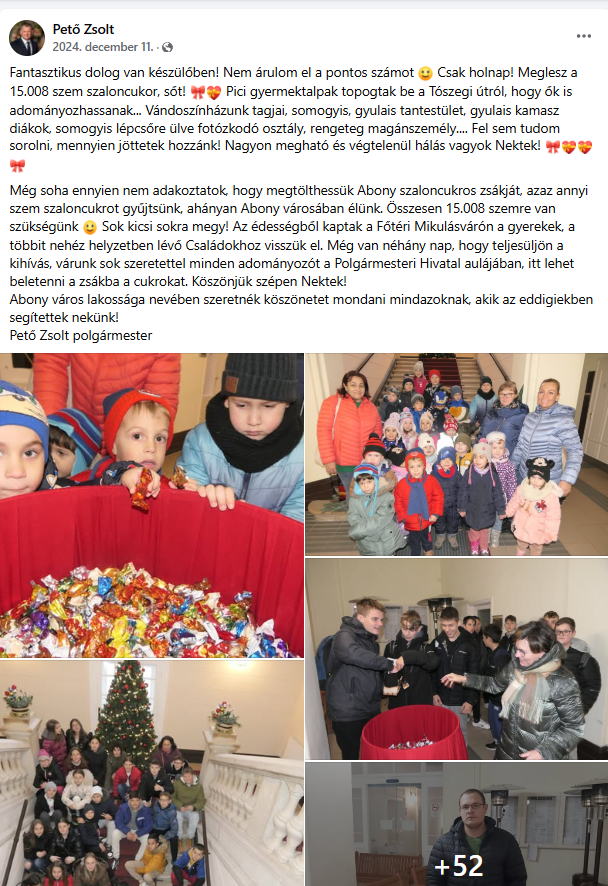 Pető Zsolt
2024. december 11. ·
Fantasztikus dolog van készülőben! Nem árulom el a pontos számot 😉 Csak holnap! Meglesz a
15.008 szem szaloncukor, sőt! 🎀💝 Pici gyermektalpak topogtak be a Tószegi útról, hogy ők is
adományozhassanak... Vándoszínházunk tagjai, somogyis, gyulais tantestület, gyulais kamasz
diákok, somogyis lépcsőre ülve fotózkodó osztály, rengeteg magánszemély.... Fel sem tudom
sorolni, mennyien jöttetek hozzánk! Nagyon megható és végtelenül hálás vagyok Nektek! 🎀💝💝
🎀
Még soha ennyien nem adakoztatok, hogy megtölthessük Abony szaloncukros zsákját, azaz annyi
szem szaloncukrot gyűjtsünk, ahányan Abony városában élünk. Összesen 15.008 szemre van
szükségünk 😉 Sok kicsi sokra megy! Az édességből kaptak a Főtéri Mikulásvárón a gyerekek, a
többit nehéz helyzetben lévő Családokhoz visszük el. Még van néhány nap, hogy teljesüljön a
kihívás, várunk sok szeretettel minden adományozót a Polgármesteri Hivatal aulájában, itt lehet
beletenni a zsákba a cukrokat. Köszönjük szépen Nektek!
Abony város lakossága nevében szeretnék köszönetet mondani mindazoknak, akik az eddigiekben
segítettek nekünk!
Pető Zsolt polgármester
+52